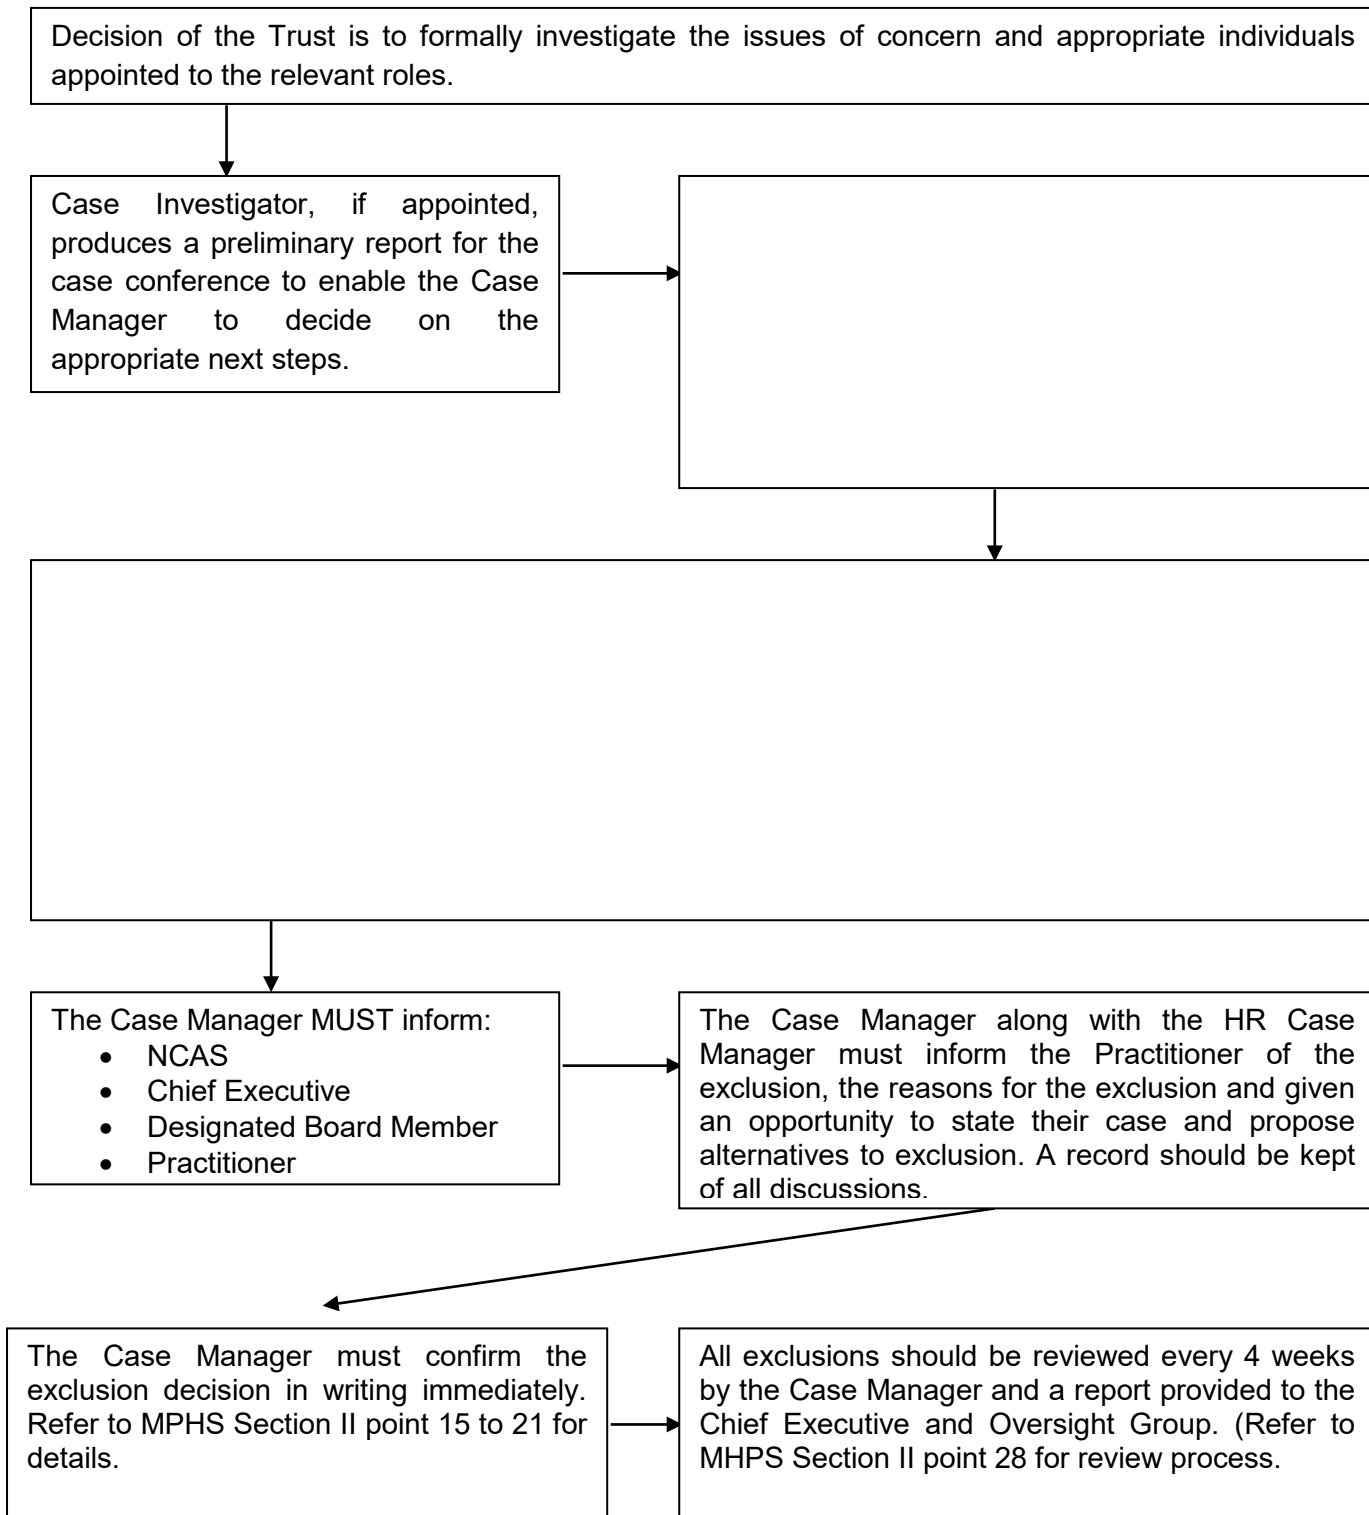 Decision of the Trust is to formally investigate the issues of concern and appropriate individuals
appointed to the relevant roles.
Case Investigator, if appointed,
produces a preliminary report for the
case conference to enable the Case
Manager to decide on the
appropriate next steps.
The Case Manager MUST inform:
• NCAS
• Chief Executive
• Designated Board Member
• Practitioner
The Case Manager along with the HR Case
Manager must inform the Practitioner of the
exclusion, the reasons for the exclusion and given
an opportunity to state their case and propose
alternatives to exclusion. A record should be kept
of all discussions.
The Case Manager must confirm the
exclusion decision in writing immediately.
Refer to MPHS Section II point 15 to 21 for
details.
All exclusions should be reviewed every 4 weeks
by the Case Manager and a report provided to the
Chief Executive and Oversight Group. (Refer to
MHPS Section II point 28 for review process.